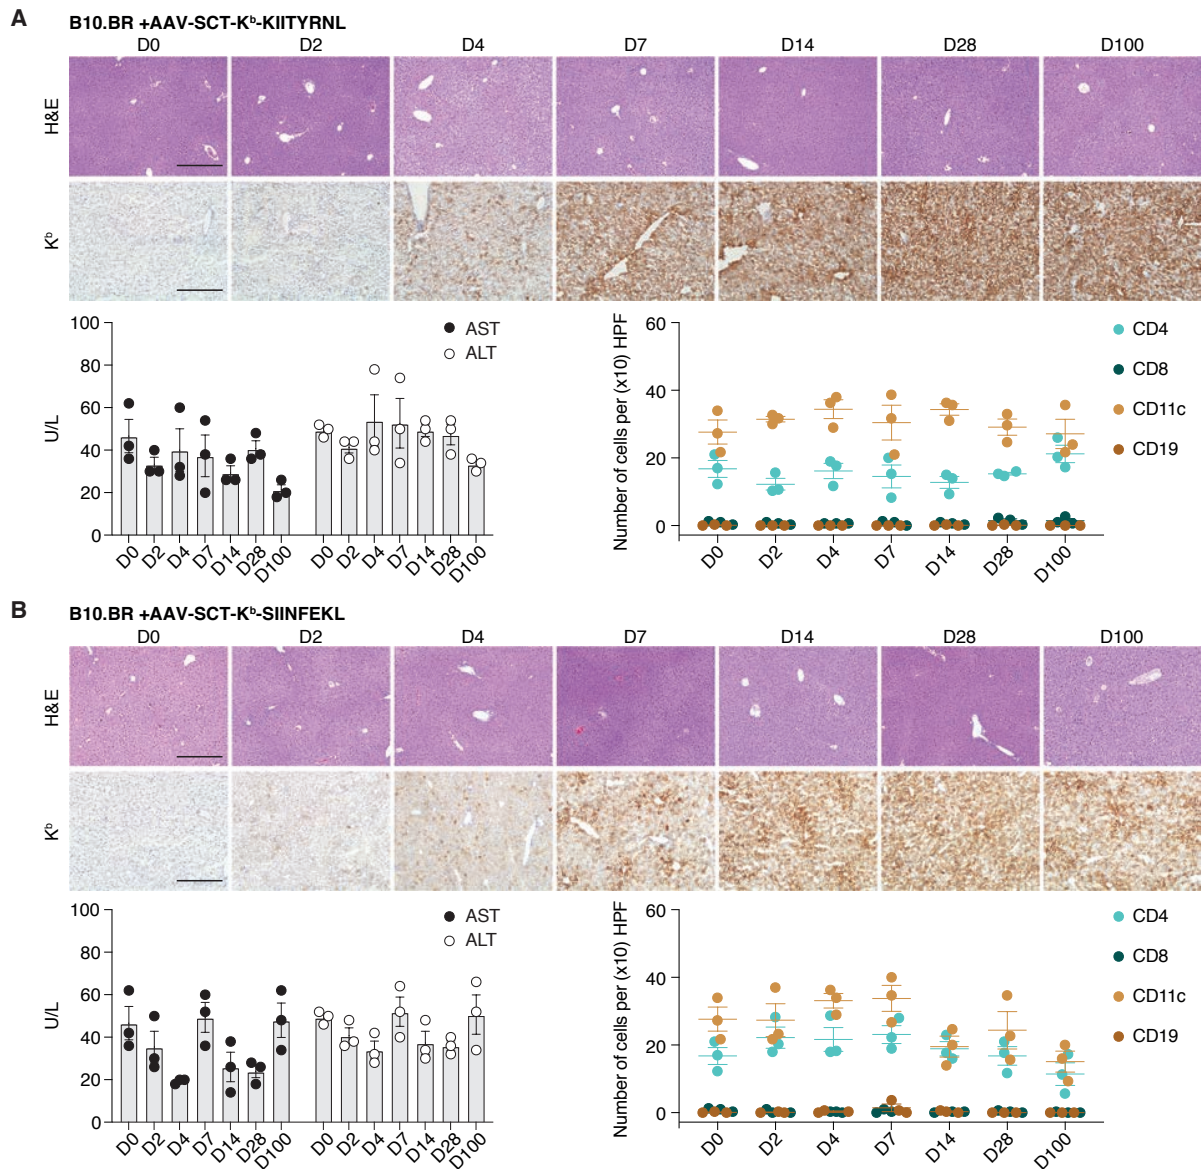 A
B10.BR +AAV-SCT-Kᵇ-KIITYRNL
D0 D2 D4 D7 D14 D28 D100
H&E
Kᵇ
100
80
60
40
20
0
U/L
AST
ALT
D0 D2 D4 D7 D14 D28 D100 D0 D2 D4 D7 D14 D28 D100
60
40
20
0
Number of cells per (x10) HPF
CD4
CD8
CD11c
CD19
D0 D2 D4 D7 D14 D28 D100
B
B10.BR +AAV-SCT-Kᵇ-SIINFEKL
D0 D2 D4 D7 D14 D28 D100
H&E
Kᵇ
100
80
60
40
20
0
U/L
AST
ALT
D0 D2 D4 D7 D14 D28 D100 D0 D2 D4 D7 D14 D28 D100
60
40
20
0
Number of cells per (x10) HPF
CD4
CD8
CD11c
CD19
D0 D2 D4 D7 D14 D28 D100